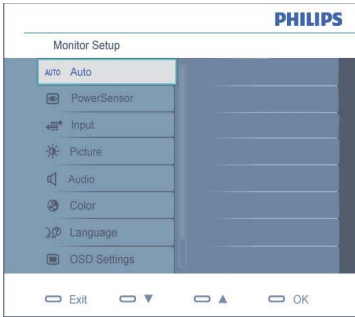 PHILIPS
Monitor Setup
AUTO Auto
PowerSensor
Input
Picture
Audio
Color
Language
OSD Settings
Exit ▼ ▲ OK